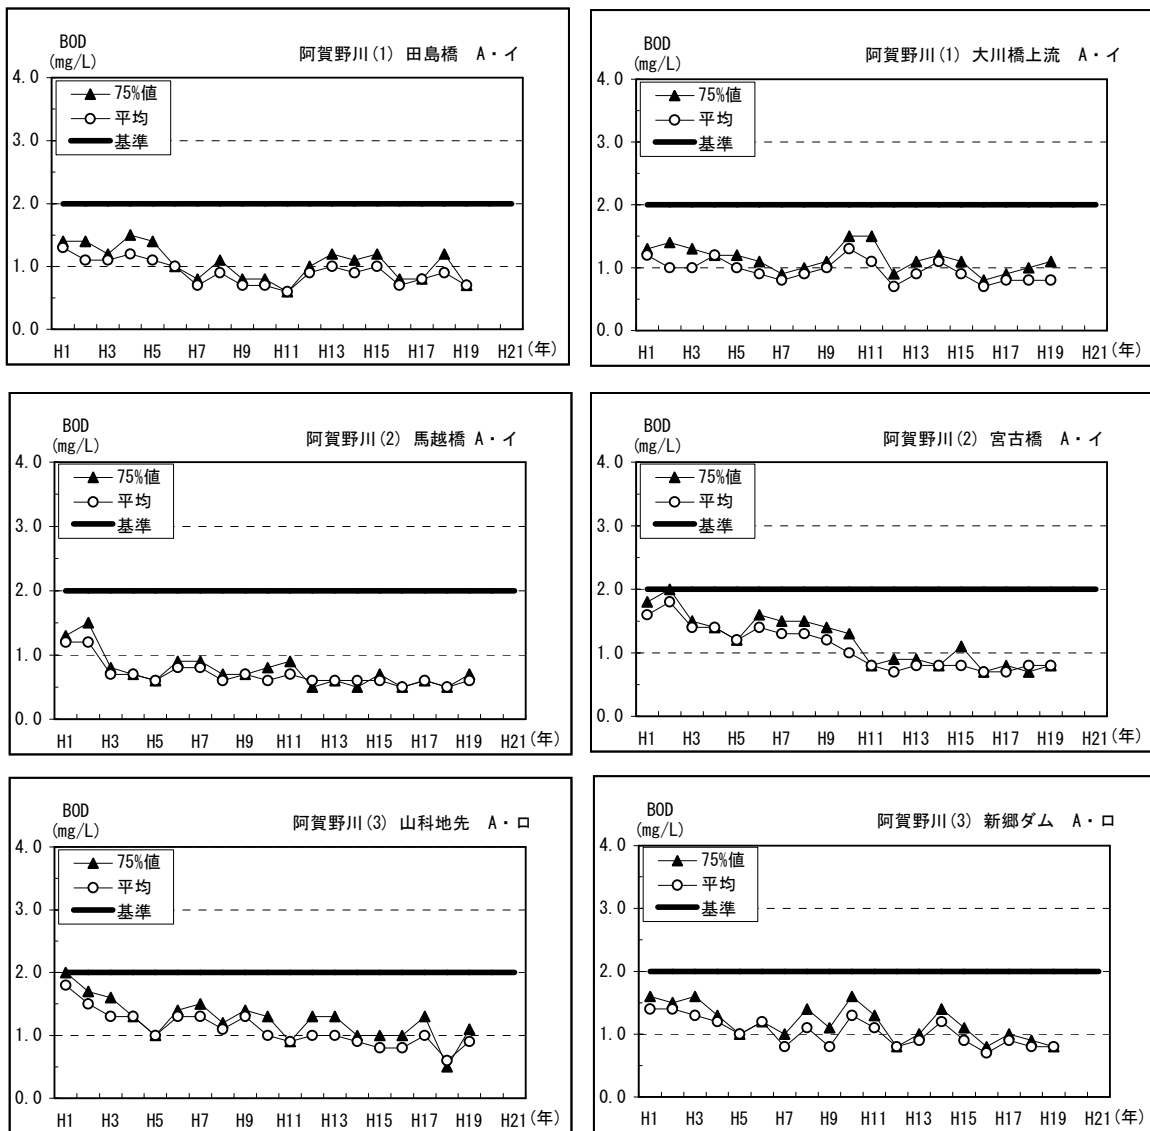 BOD
(mg/L)
阿賀野川(1) 田島橋 A・イ
4.0
75%値
平均
3.0
基準
2.0
1.0
0.0
H1 H3 H5 H7 H9 H11 H13 H15 H17 H19 H21 (年)
BOD
(mg/L)
阿賀野川(1) 大川橋上流 A・イ
4.0
75%値
平均
3.0
基準
2.0
1.0
0.0
H1 H3 H5 H7 H9 H11 H13 H15 H17 H19 H21 (年)
BOD
(mg/L)
阿賀野川(2) 馬越橋 A・イ
4.0
75%値
平均
3.0
基準
2.0
1.0
0.0
H1 H3 H5 H7 H9 H11 H13 H15 H17 H19 H21 (年)
BOD
(mg/L)
阿賀野川(2) 宮古橋 A・イ
4.0
75%値
平均
3.0
基準
2.0
1.0
0.0
H1 H3 H5 H7 H9 H11 H13 H15 H17 H19 H21 (年)
BOD
(mg/L)
阿賀野川(3) 山科地先 A・ロ
4.0
75%値
平均
3.0
基準
2.0
1.0
0.0
H1 H3 H5 H7 H9 H11 H13 H15 H17 H19 H21 (年)
BOD
(mg/L)
阿賀野川(3) 新郷ダム A・ロ
4.0
75%値
平均
3.0
基準
2.0
1.0
0.0
H1 H3 H5 H7 H9 H11 H13 H15 H17 H19 H21 (年)